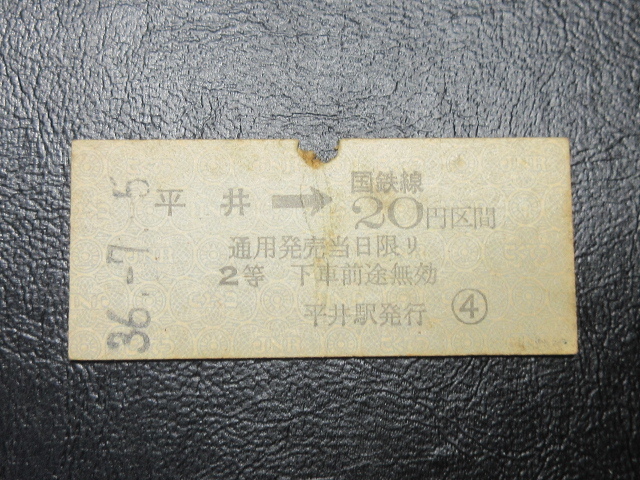 36.-7.-5
平井 → 国鉄線 20円区間
通用発売当日限り
2等 下車前途無効
平井駅発行 ④